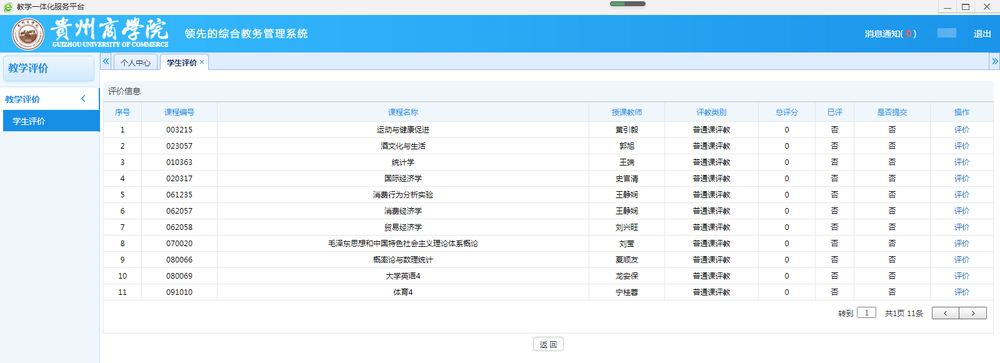 教学一体化服务平台
貴州商學院
GUIZHOU UNIVERSITY OF COMMERCE
领先的综合教务管理系统
消息通知( 0 )
退出
教学评价
个人中心
学生评价 ×
教学评价
学生评价
评价信息
序号 课程编号 课程名称 授课教师 评教类别 总评分 已评 是否提交 操作
1 003215 运动与健康促进 黄引毅 普通课评教 0 否 否 评价
2 023057 酒文化与生活 郭旭 普通课评教 0 否 否 评价
3 010363 统计学 王端 普通课评教 0 否 否 评价
4 020317 国际经济学 史官清 普通课评教 0 否 否 评价
5 061235 消费行为分析实验 王静娴 普通课评教 0 否 否 评价
6 062057 消费经济学 王静娴 普通课评教 0 否 否 评价
7 062058 贸易经济学 刘兴旺 普通课评教 0 否 否 评价
8 070020 毛泽东思想和中国特色社会主义理论体系概论 刘莹 普通课评教 0 否 否 评价
9 080066 概率论与数理统计 夏顺友 普通课评教 0 否 否 评价
10 080069 大学英语4 龙安保 普通课评教 0 否 否 评价
11 091010 体育4 宁桂蓉 普通课评教 0 否 否 评价
转到 1 共1页 11条
返 回